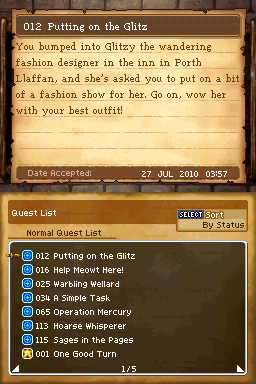 012 Putting on the Glitz
You bumped into Glitzy the wandering
fashion designer in the inn in Porth
Llaffan, and she's asked you to put on a bit
of a fashion show for her. Go on, wow her
with your best outfit!
Date Accepted: 27 JUL 2010 03:57
Quest List
SELECT Sort
By Status
Normal Quest List
012 Putting on the Glitz
016 Help Meowt Here!
025 Warbling Wellard
034 A Simple Task
065 Operation Mercury
113 Hoarse Whisperer
115 Sages in the Pages
001 One Good Turn
1/5